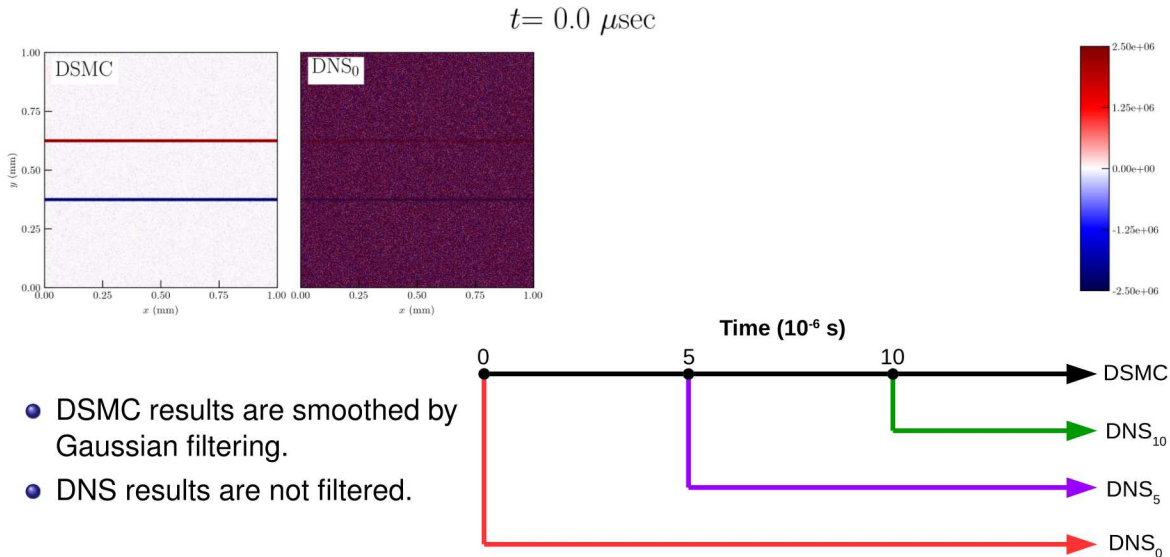 t= 0.0 μsec
DSMC
DNS₀
1.00
0.75
0.50
0.25
0.00
y (mm)
0.00 0.25 0.50 0.75 1.00
x (mm)
0.00 0.25 0.50 0.75 1.00
x (mm)
2.50e+06
1.25e+06
0.00e+00
-1.25e+06
-2.50e+06
Time (10⁻⁶ s)
0 5 10
DSMC
DNS₁₀
DNS₅
DNS₀
DSMC results are smoothed by
Gaussian filtering.
DNS results are not filtered.